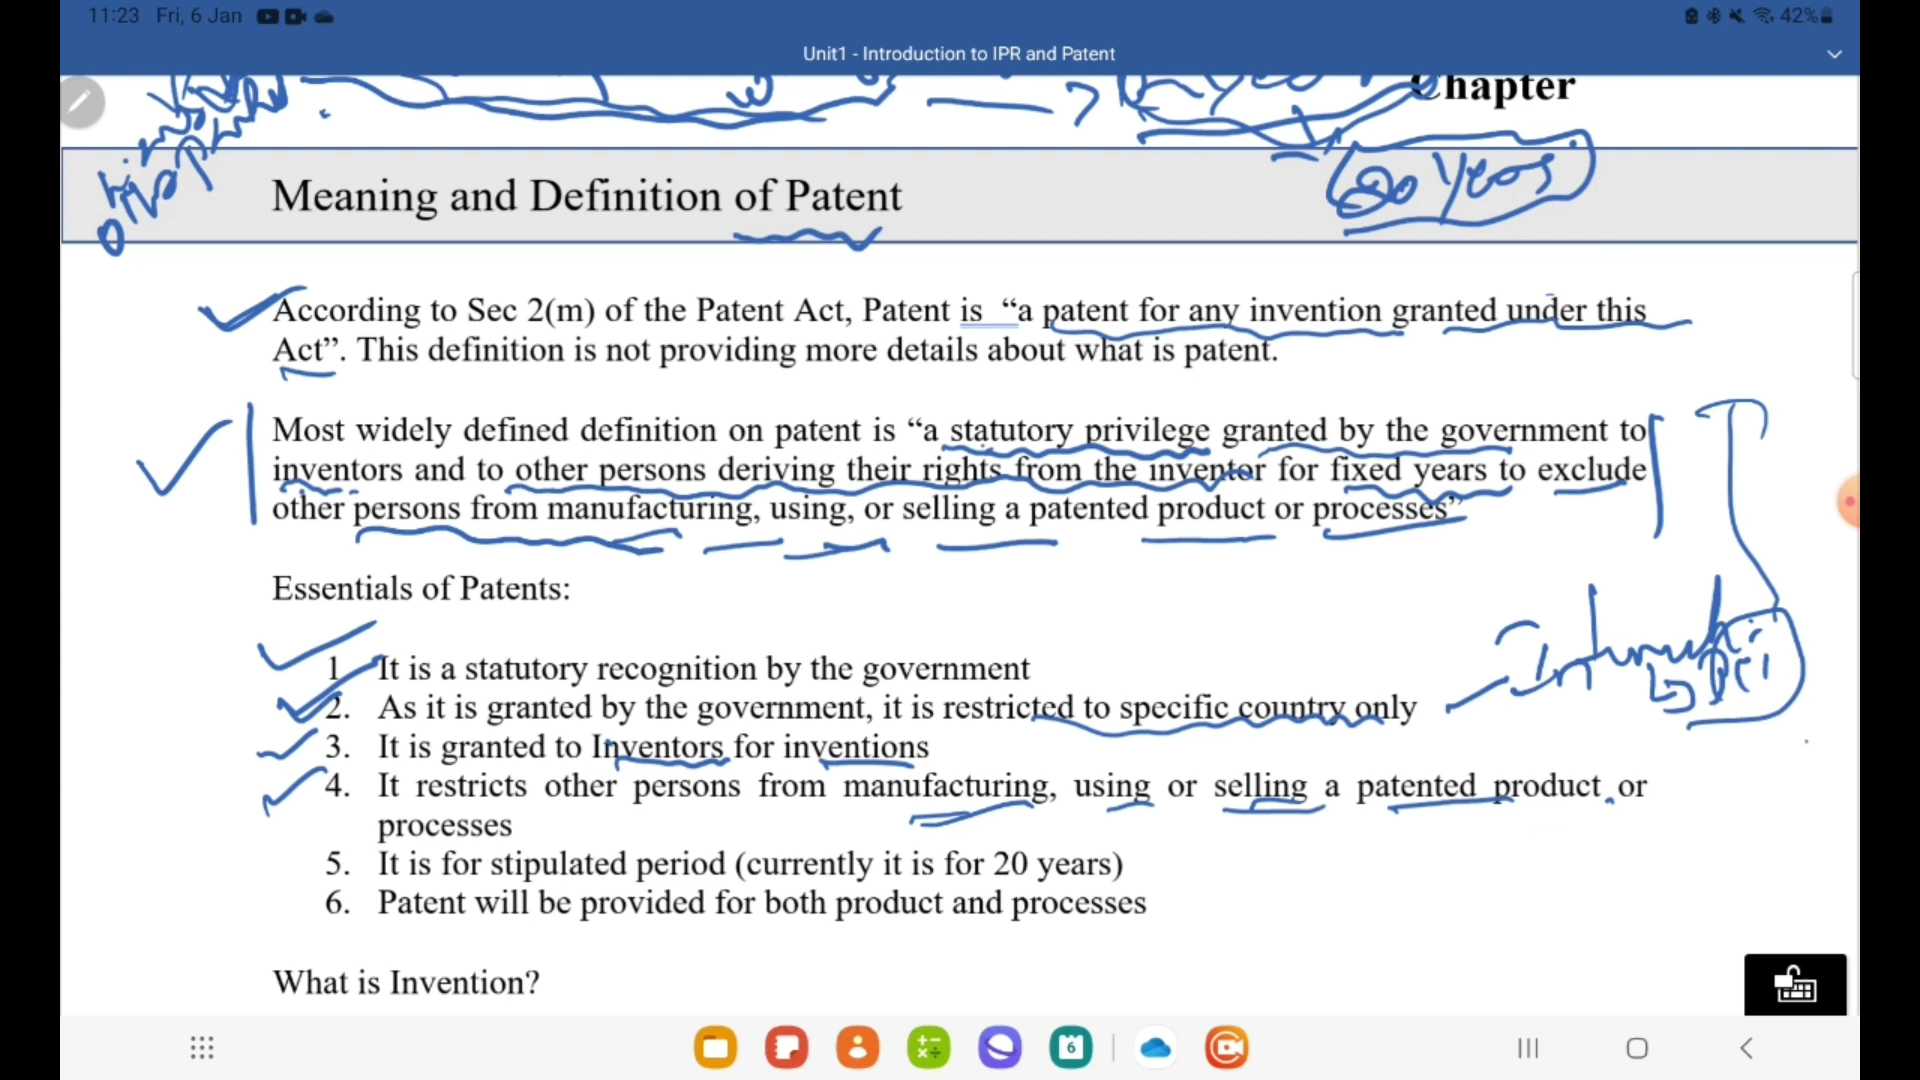 11:23 Fri, 6 Jan
42%
Unit1 - Introduction to IPR and Patent
Chapter
20 Years
Meaning and Definition of Patent
According to Sec 2(m) of the Patent Act, Patent is “a patent for any invention granted under this
Act”. This definition is not providing more details about what is patent.
Most widely defined definition on patent is “a statutory privilege granted by the government to
inventors and to other persons deriving their rights from the inventor for fixed years to exclude
other persons from manufacturing, using, or selling a patented product or processes”
Essentials of Patents:
1. It is a statutory recognition by the government
2. As it is granted by the government, it is restricted to specific country only
3. It is granted to Inventors for inventions
4. It restricts other persons from manufacturing, using or selling a patented product or
processes
5. It is for stipulated period (currently it is for 20 years)
6. Patent will be provided for both product and processes
What is Invention?
6